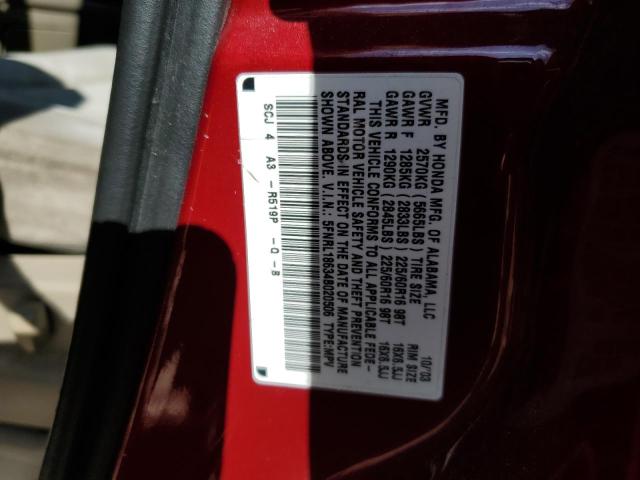 MFD. BY HONDA MFG. OF ALABAMA, LLC 10/'03
GVWR 2570KG (5665LBS) TIRE SIZE RIM SIZE
GAWR F 1285KG (2833LBS) 225/60R16 98T 16X6.5JJ
GAWR R 1290KG (2845LBS) 225/60R16 98T 16X6.5JJ
THIS VEHICLE CONFORMS TO ALL APPLICABLE FEDE-
RAL MOTOR VEHICLE SAFETY AND THEFT PREVENTION
STANDARDS IN EFFECT ON THE DATE OF MANUFACTURE
SHOWN ABOVE. V.I.N.: 5FNRL18634B020506 TYPE:MPV
SCJ 4 A3 -R519P -Q -B